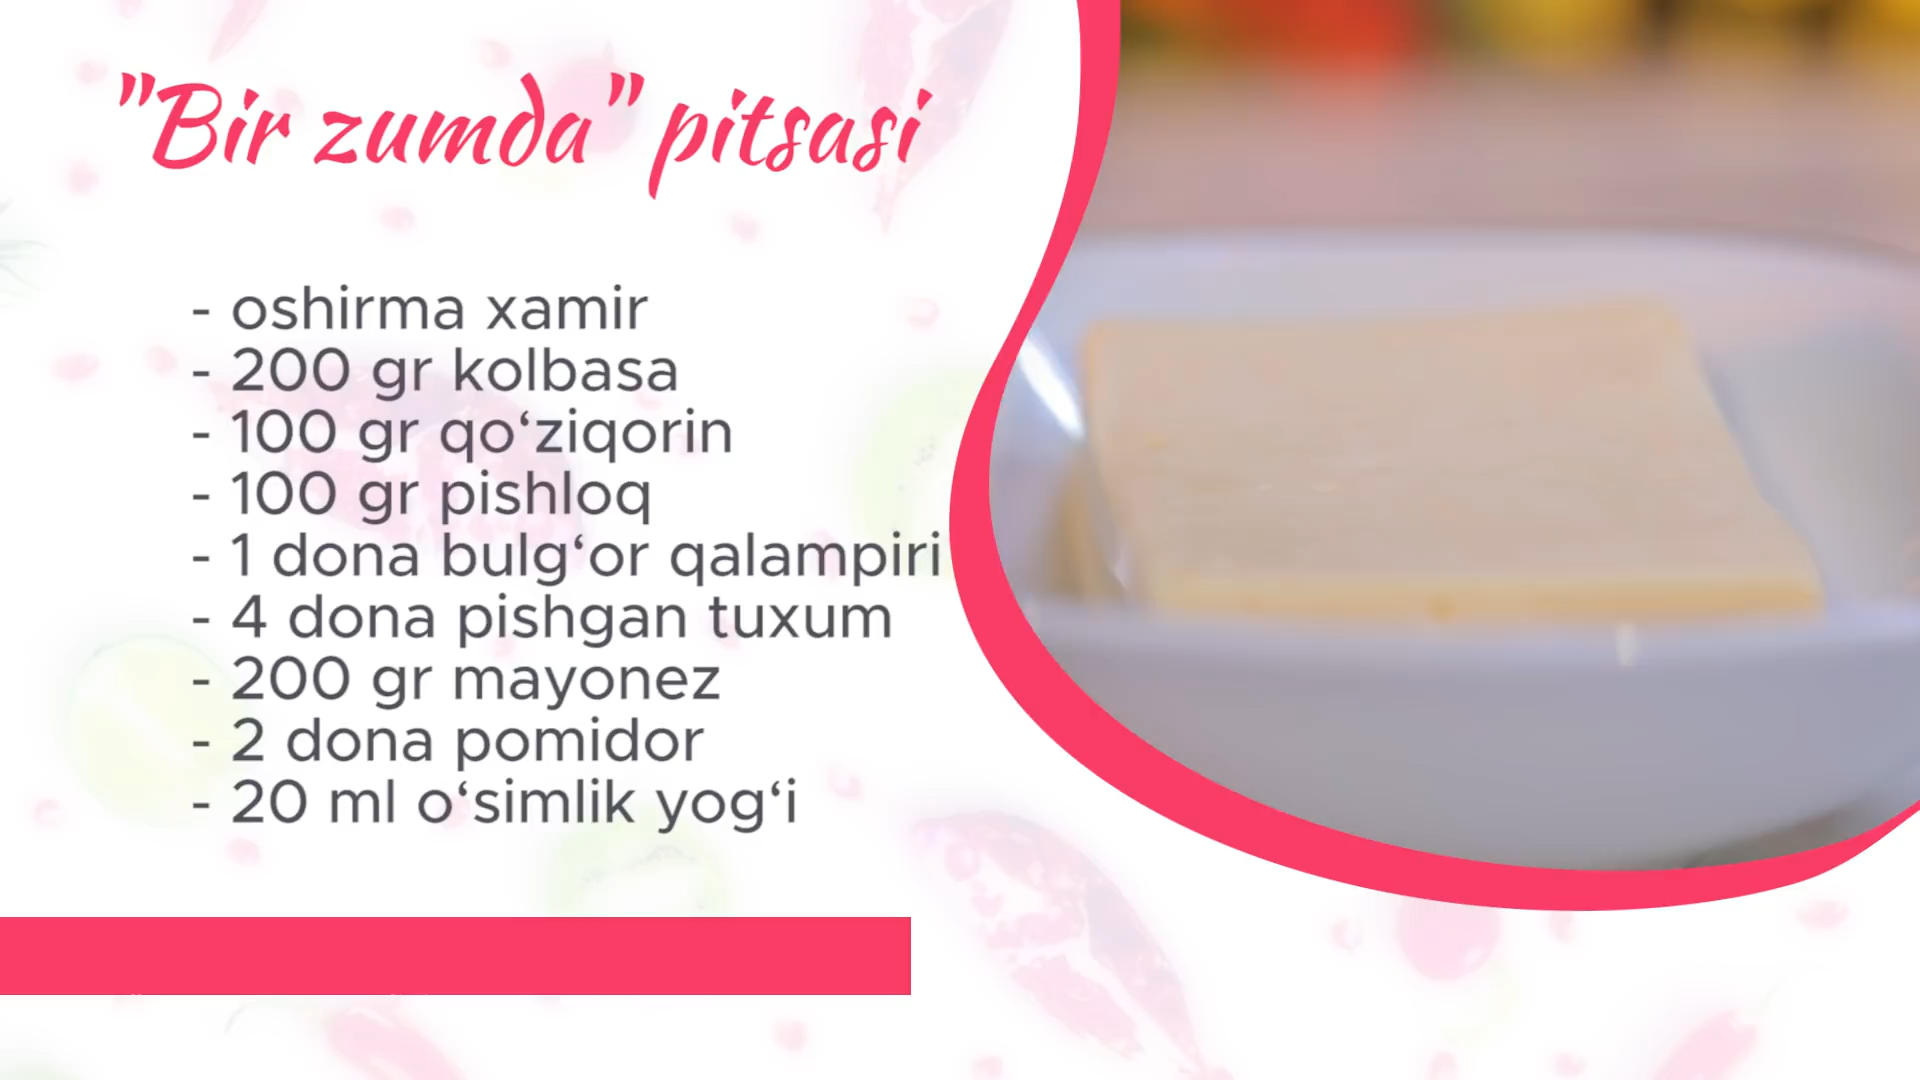 "Bir zumda" pitsasi
- oshirma xamir
- 200 gr kolbasa
- 100 gr qo‘ziqorin
- 100 gr pishloq
- 1 dona bulg‘or qalampiri
- 4 dona pishgan tuxum
- 200 gr mayonez
- 2 dona pomidor
- 20 ml o‘simlik yog‘i